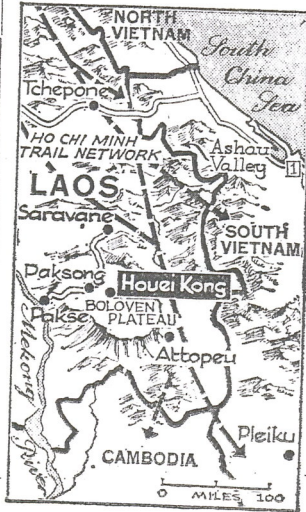 NORTH
VIETNAM
South
China
Sea
Tchepone
HO CHI MINH
TRAIL NETWORK
Ashau
Valley
1
LAOS
Saravane
SOUTH
VIETNAM
Paksong
Houei Kong
Pakse
BOLOVEN
PLATEAU
Attopeu
Mekong
River
Pleiku
CAMBODIA
0 MILES 100